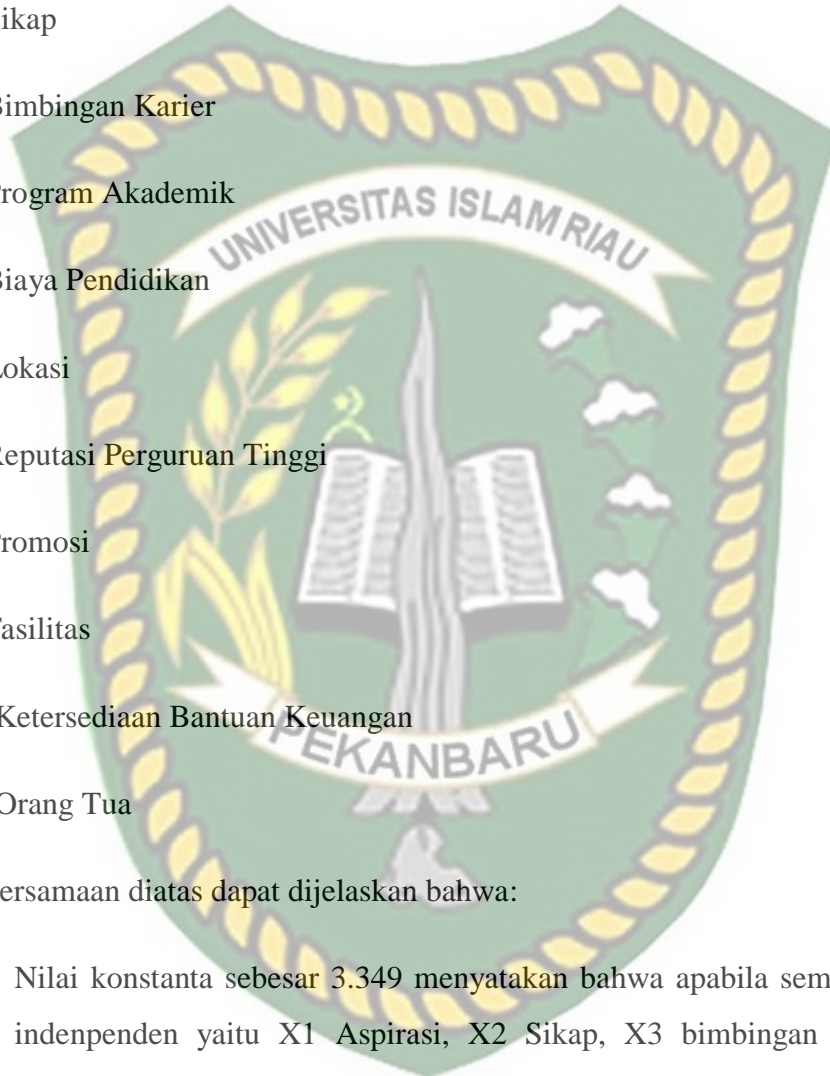 ikap
Bimbingan Karier
Program Akademik
UNIVERSITAS ISLAM RIAU
Biaya Pendidikan
Lokasi
Reputasi Perguruan Tinggi
Promosi
Fasilitas
Ketersediaan Bantuan Keuangan
PEKANBARU
Orang Tua
ersamaan diatas dapat dijelaskan bahwa:
Nilai konstanta sebesar 3.349 menyatakan bahwa apabila sem
indenpenden yaitu X1 Aspirasi, X2 Sikap, X3 bimbingan